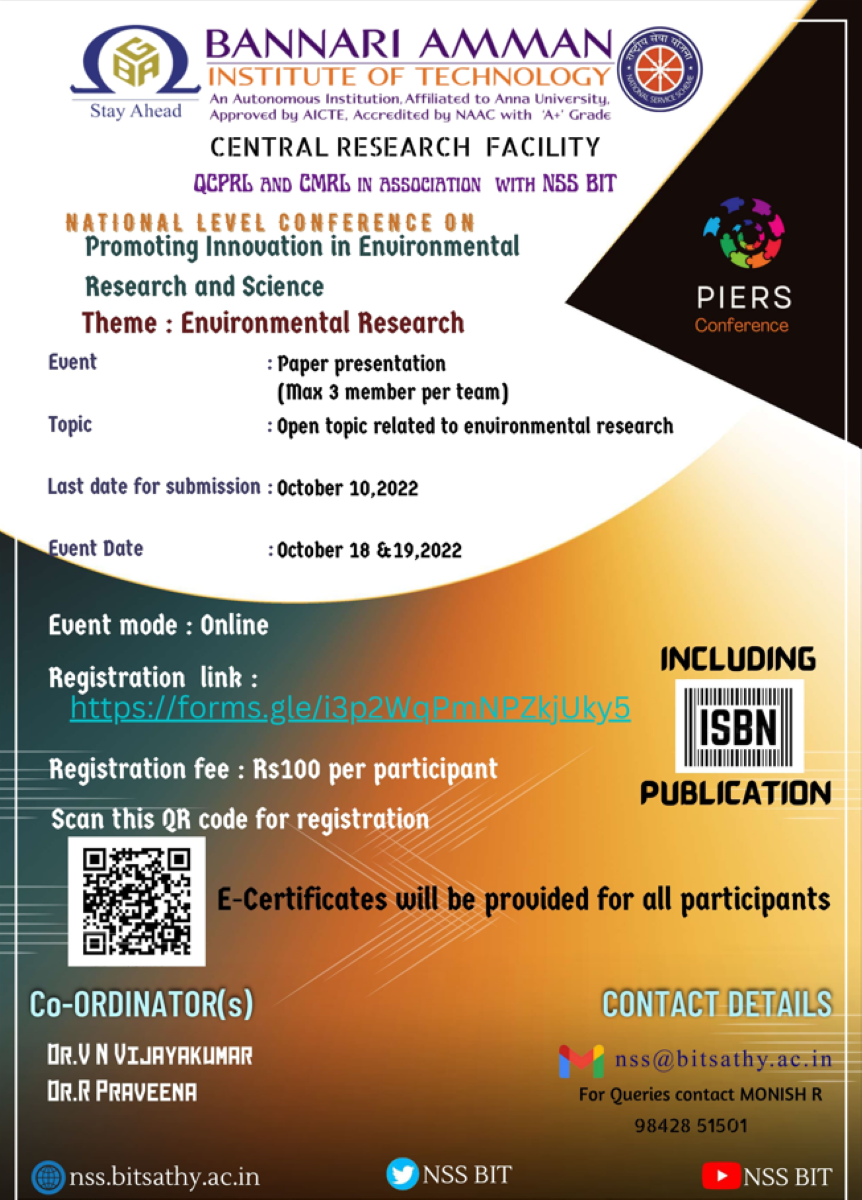 BANNARI AMMAN
INSTITUTE OF TECHNOLOGY
An Autonomous Institution, Affiliated to Anna University,
Approved by AICTE, Accredited by NAAC with 'A+' Grade
BA
Stay Ahead
राष्ट्रीय सेवा योजना
NATIONAL SERVICE SCHEME
CENTRAL RESEARCH FACILITY
QCPRL AND CMRL IN ASSOCIATION WITH NSS BIT
NATIONAL LEVEL CONFERENCE ON
Promoting Innovation in Environmental
Research and Science
Theme : Environmental Research
PIERS
Conference
Event : Paper presentation
(Max 3 member per team)
Topic : Open topic related to environmental research
Last date for submission : October 10,2022
Event Date : October 18 &19,2022
Event mode : Online
Registration link :
https://forms.gle/i3p2WqPmNPZkjUky5
INCLUDING
ISBN
PUBLICATION
Registration fee : Rs100 per participant
Scan this QR code for registration
E-Certificates will be provided for all participants
Co-ORDINATOR(s)
DR.V N VIJAYAKUMAR
DR.R PRAVEENA
CONTACT DETAILS
nss@bitsathy.ac.in
For Queries contact MONISH R
98428 51501
nss.bitsathy.ac.in
NSS BIT
NSS BIT